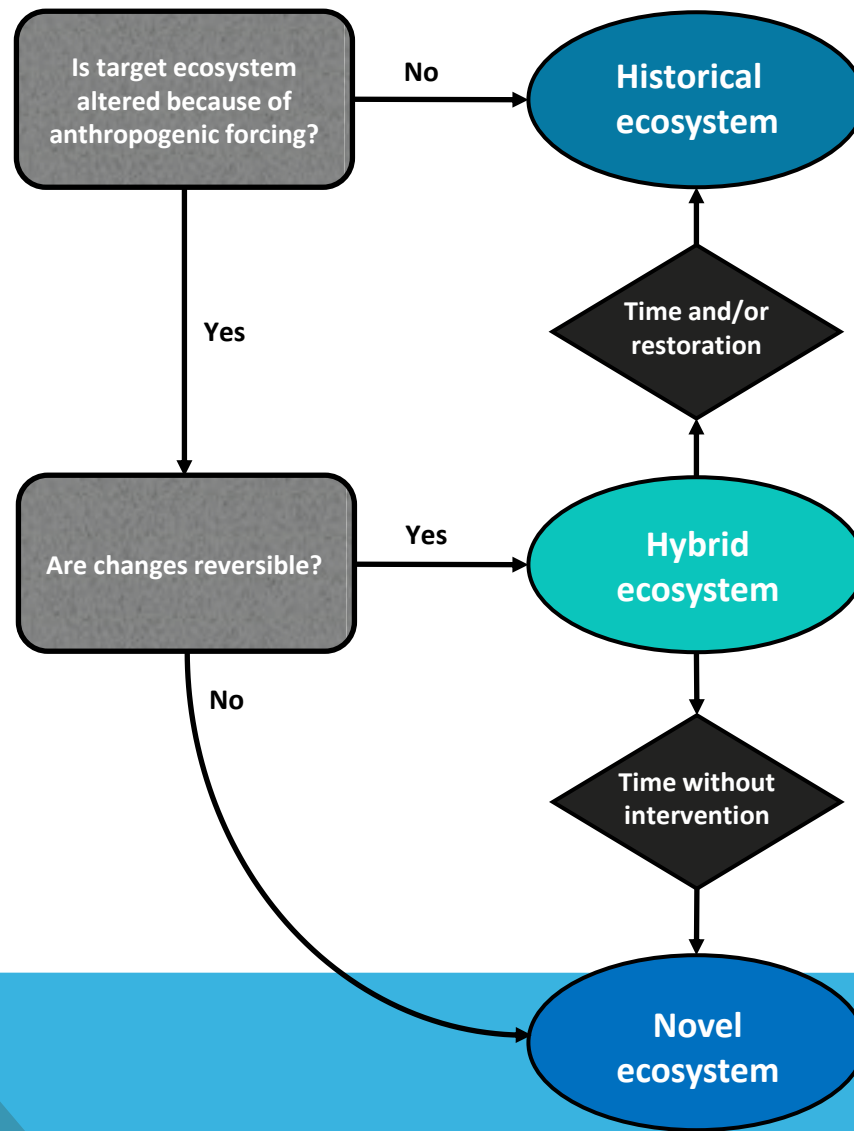 Is target ecosystem
altered because of
anthropogenic forcing?
No
Historical
ecosystem
Yes
Time and/or
restoration
Are changes reversible?
Yes
Hybrid
ecosystem
No
Time without
intervention
Novel
ecosystem